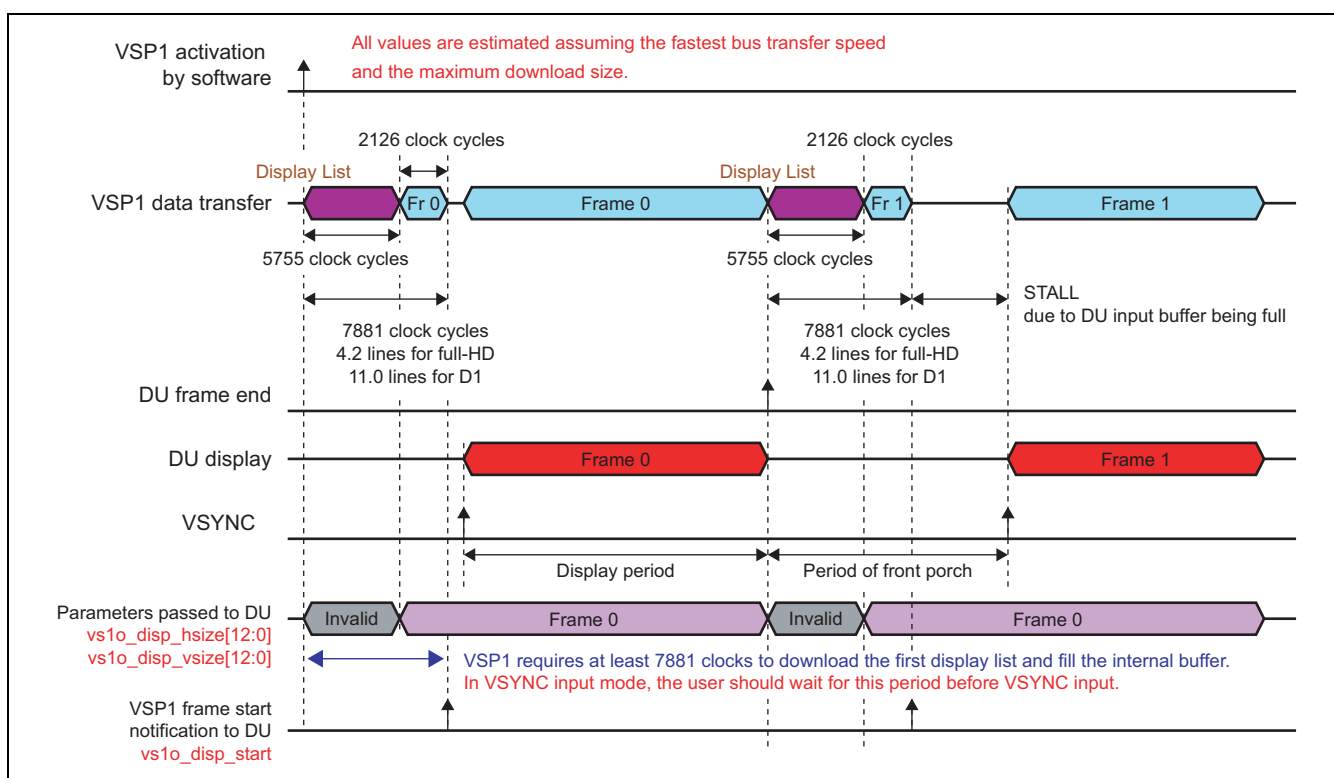 VSP1 activation
by software
All values are estimated assuming the fastest bus transfer speed
and the maximum download size.
2126 clock cycles
2126 clock cycles
Display List
Display List
VSP1 data transfer
Fr 0
Frame 0
Fr 1
Frame 1
5755 clock cycles
5755 clock cycles
STALL
due to DU input buffer being full
7881 clock cycles
4.2 lines for full-HD
11.0 lines for D1
7881 clock cycles
4.2 lines for full-HD
11.0 lines for D1
DU frame end
DU display
Frame 0
Frame 1
VSYNC
Display period
Period of front porch
Parameters passed to DU
vs1o_disp_hsize[12:0]
vs1o_disp_vsize[12:0]
Invalid
Frame 0
Invalid
Frame 0
VSP1 requires at least 7881 clocks to download the first display list and fill the internal buffer.
In VSYNC input mode, the user should wait for this period before VSYNC input.
VSP1 frame start
notification to DU
vs1o_disp_start